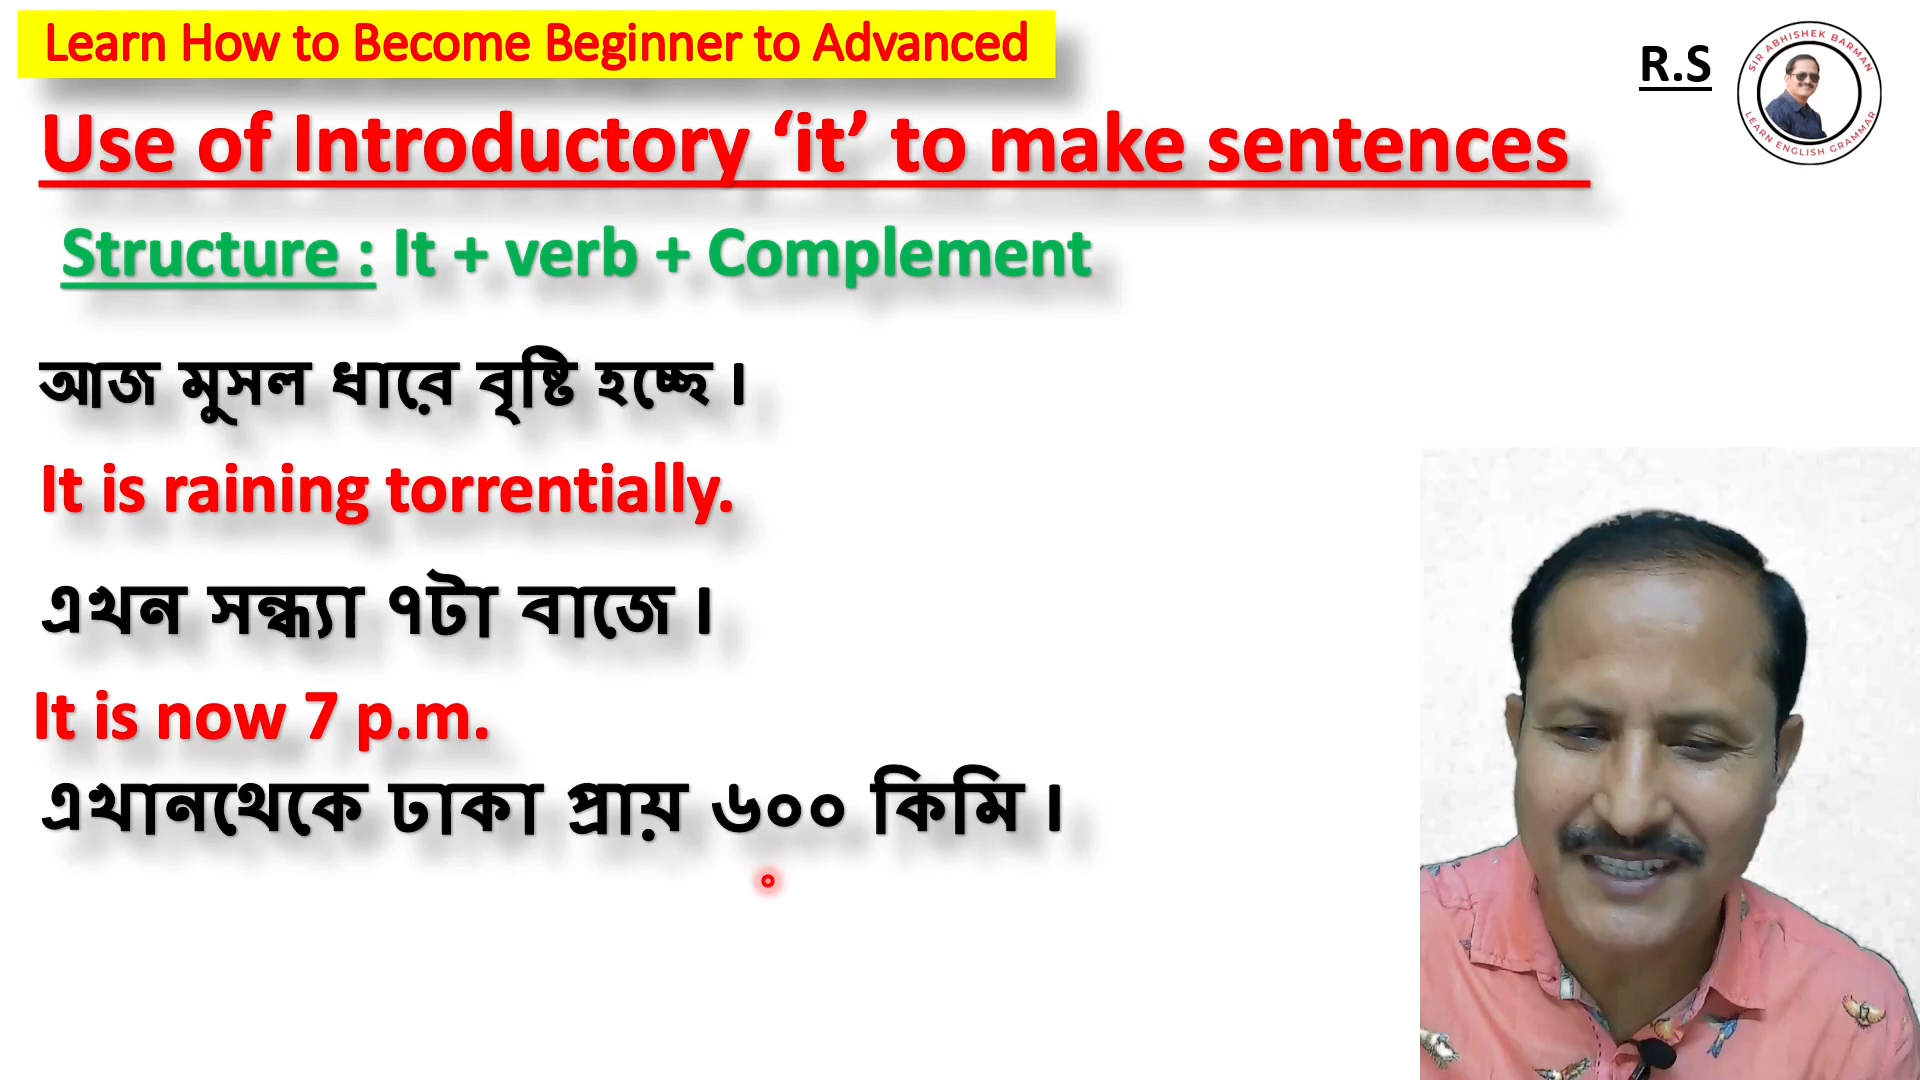 Learn How to Become Beginner to Advanced
R.S
SIR ABHISHEK BARMAN
LEARN ENGLISH GRAMMAR
Use of Introductory ‘it’ to make sentences
Structure : It + verb + Complement
আজ মুসল ধারে বৃষ্টি হচ্ছে।
It is raining torrentially.
এখন সন্ধ্যা ৭টা বাজে।
It is now 7 p.m.
এখানথেকে ঢাকা প্রায় ৬০০ কিমি।